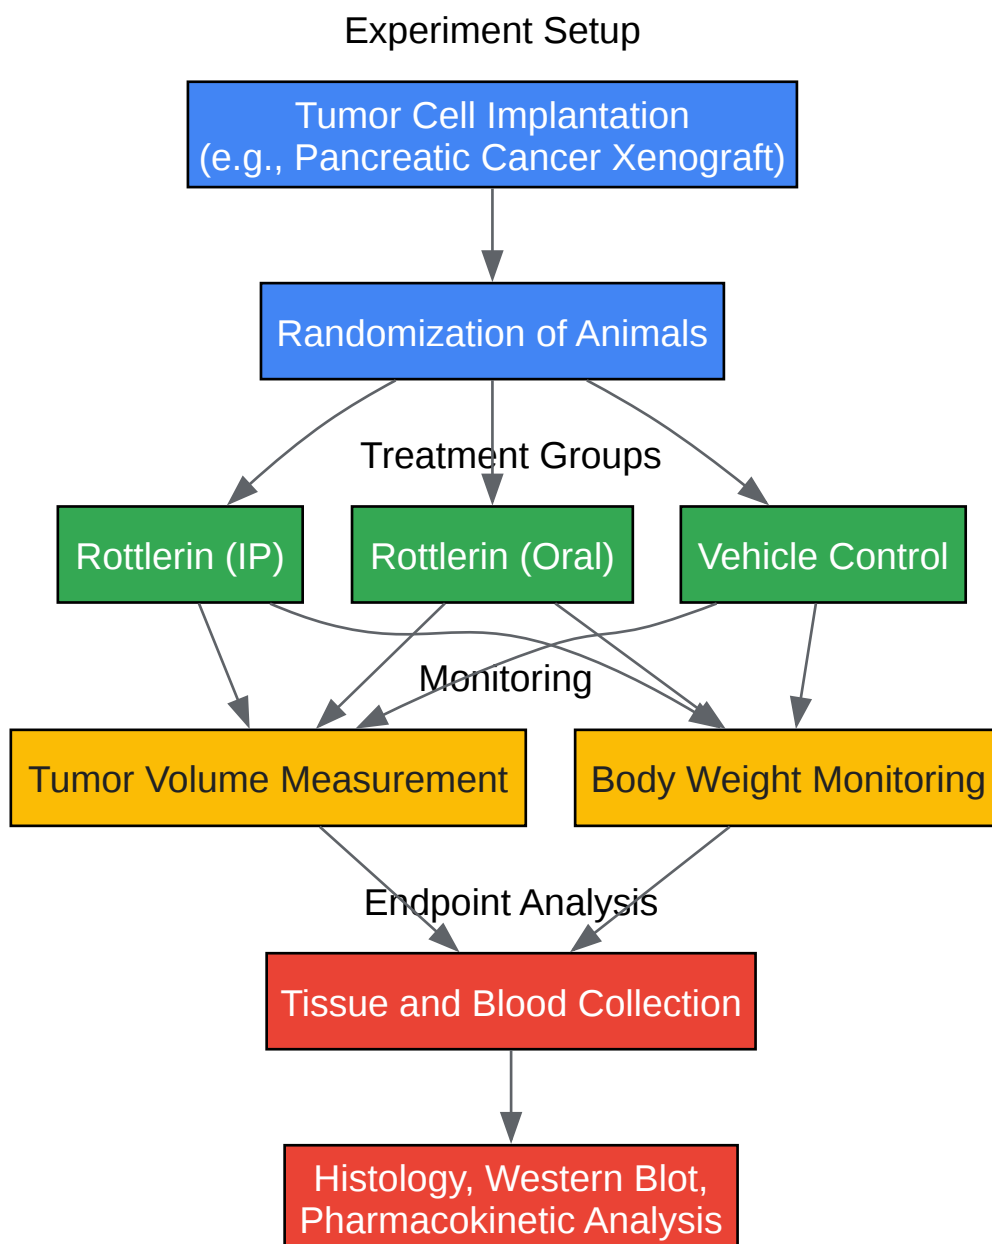 Experiment Setup
Tumor Cell Implantation
(e.g., Pancreatic Cancer Xenograft)
Randomization of Animals
Treatment Groups
Rottlerin (IP)
Rottlerin (Oral)
Vehicle Control
Monitoring
Tumor Volume Measurement
Body Weight Monitoring
Endpoint Analysis
Tissue and Blood Collection
Histology, Western Blot,
Pharmacokinetic Analysis